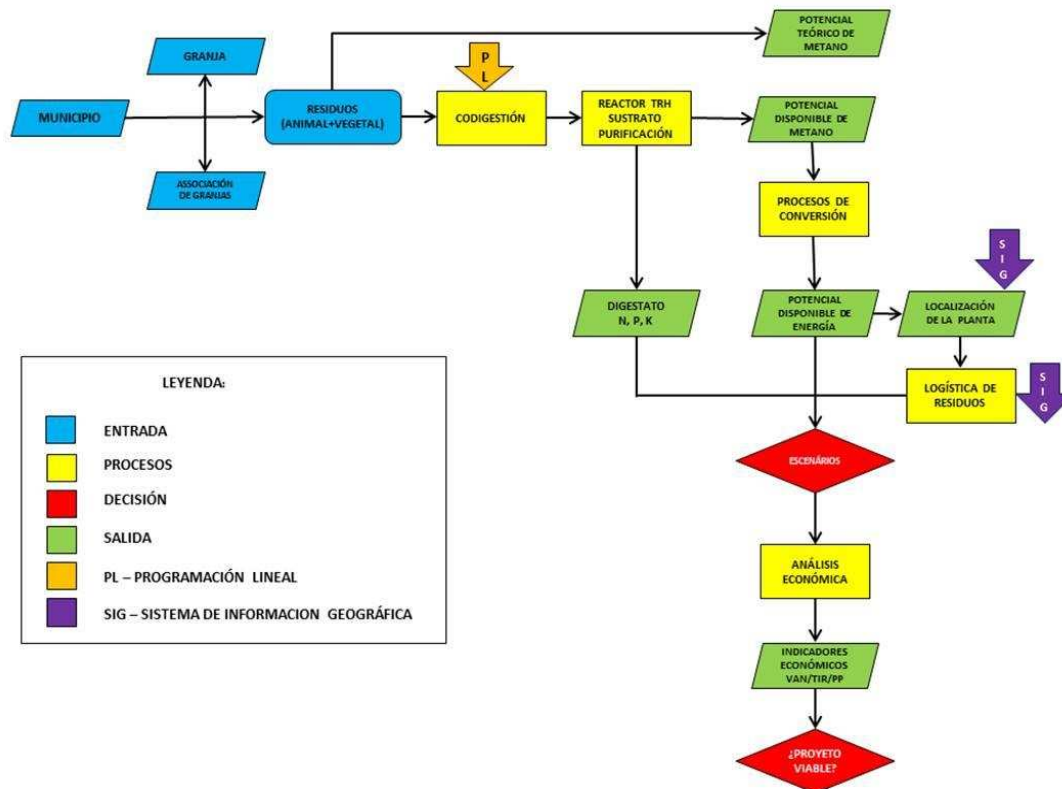 POTENCIAL
TEÓRICO DE
METANO
GRANJA
P
L
MUNICIPIO
RESIDUOS
(ANIMAL+VEGETAL)
CODIGESTIÓN
REACTOR TRH
SUSTRATO
PURIFICACIÓN
POTENCIAL
DISPONIBLE DE
METANO
ASSOCIACIÓN
DE GRANJAS
PROCESOS DE
CONVERSIÓN
S
I
G
DIGESTATO
N, P, K
POTENCIAL
DISPONIBLE DE
ENERGÍA
LOCALIZACIÓN
DE LA PLANTA
LOGÍSTICA DE
RESIDUOS
S
I
G
LEYENDA:
ENTRADA
PROCESOS
DECISIÓN
SALIDA
PL – PROGRAMACIÓN LINEAL
SIG – SISTEMA DE INFORMACION GEOGRÁFICA
ESCENÁRIOS
ANÁLISIS
ECONÓMICA
INDICADORES
ECONÓMICOS
VAN/TIR/PP
¿PROYETO
VIABLE?